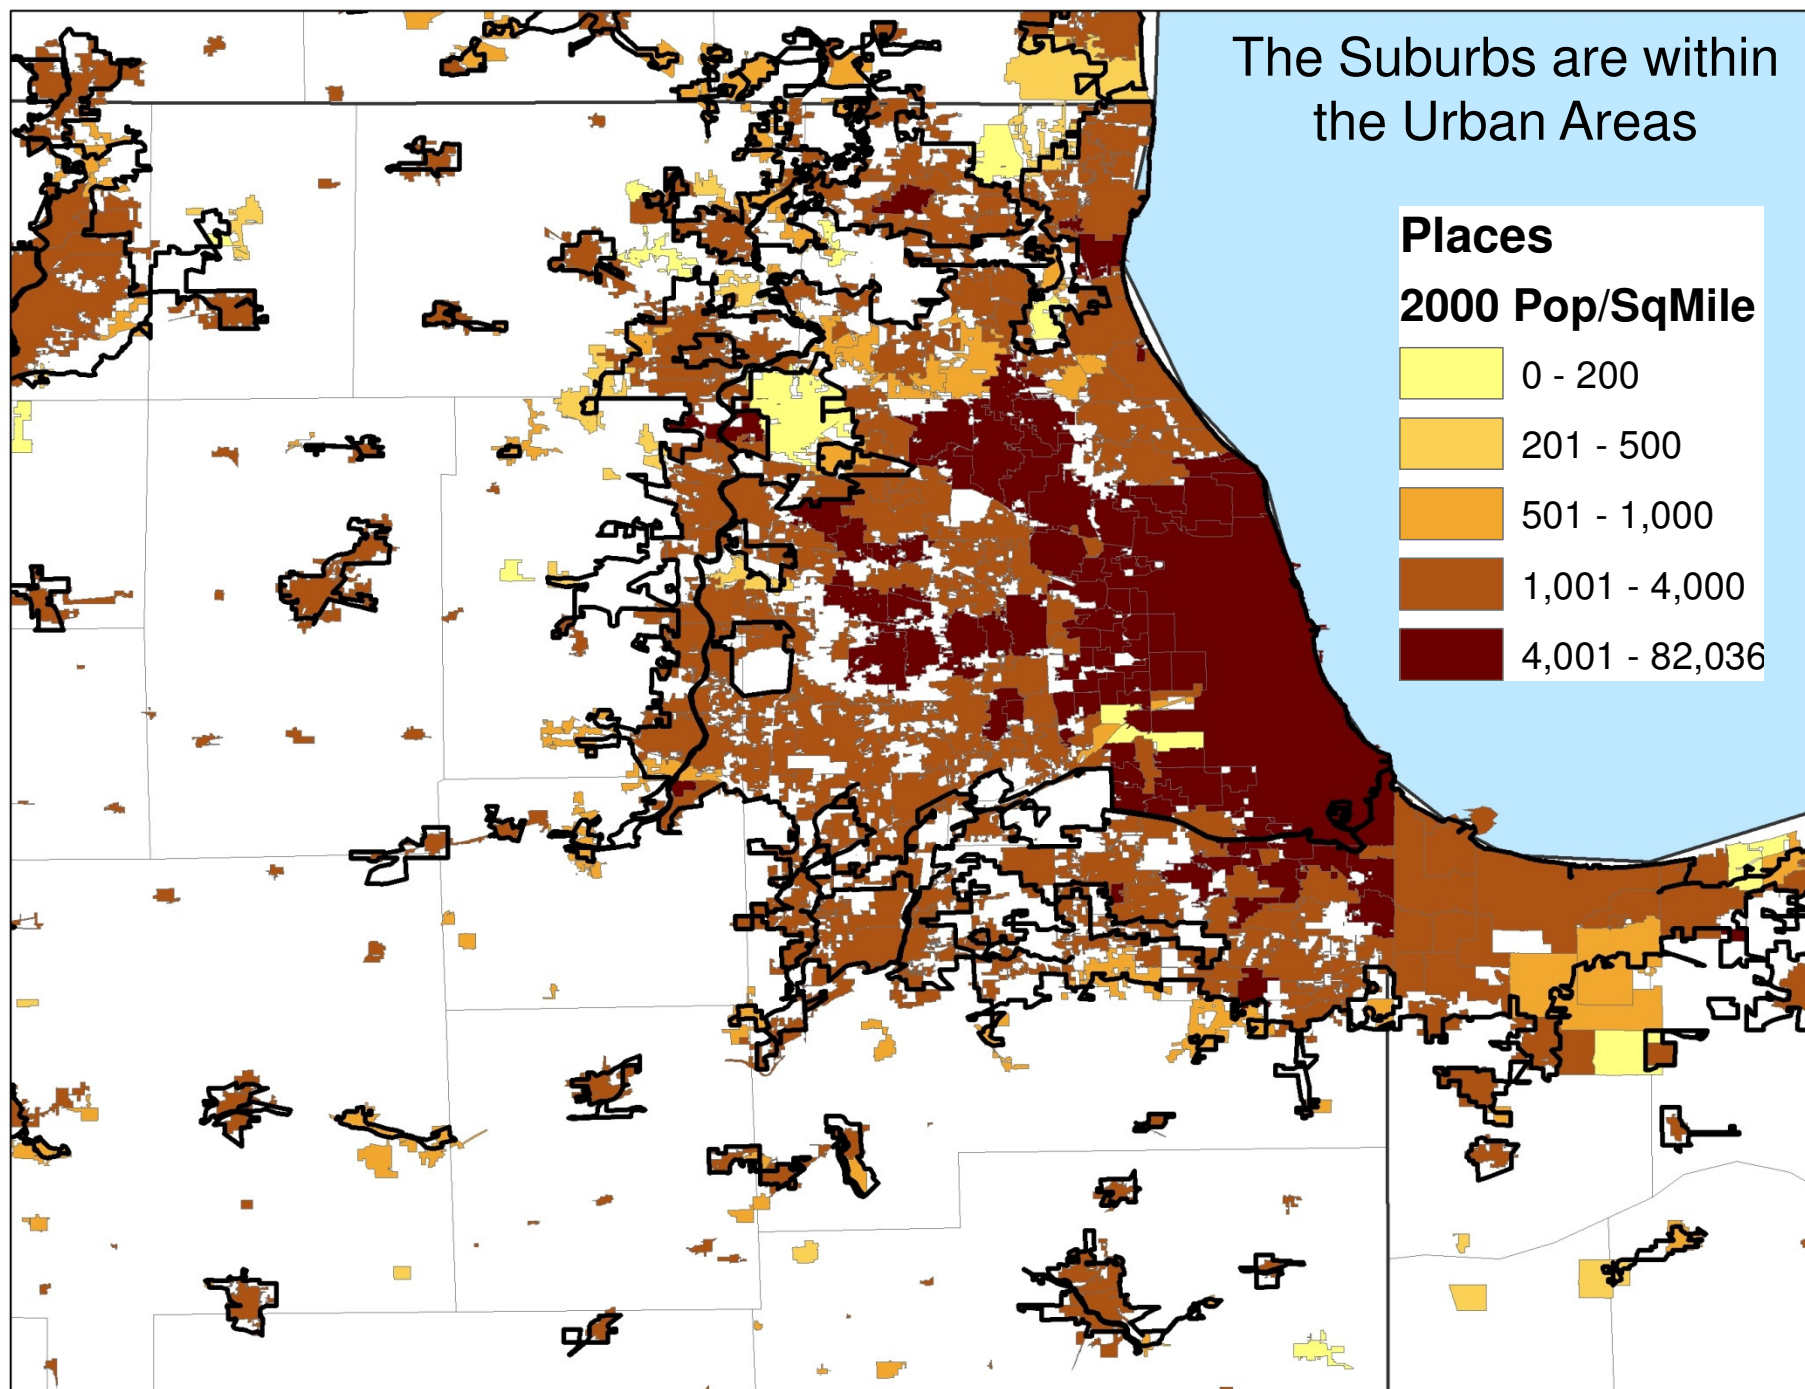 The Suburbs are within
the Urban Areas
Places
2000 Pop/SqMile
0 - 200
201 - 500
501 - 1,000
1,001 - 4,000
4,001 - 82,036